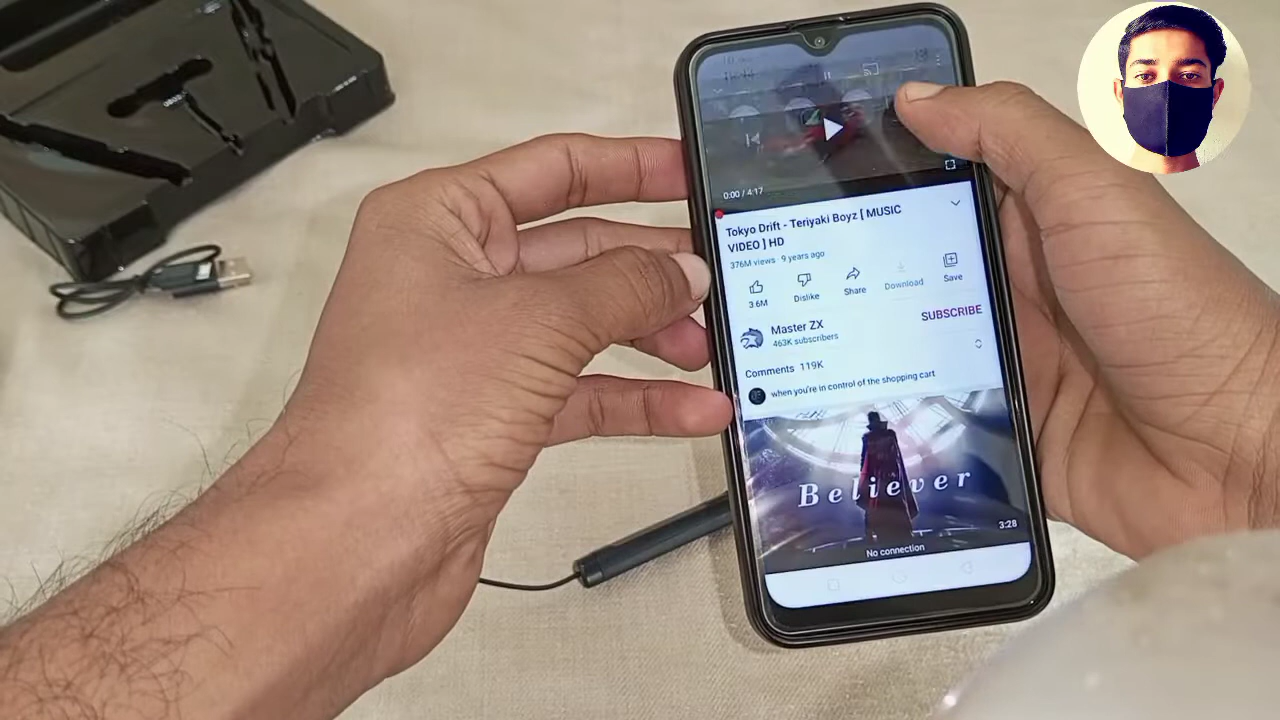 0:00 / 4:17
Tokyo Drift - Teriyaki Boyz [ MUSIC
VIDEO ] HD
376M views · 9 years ago
3.6M Dislike Share Download Save
Master ZX SUBSCRIBE
463K subscribers
Comments 119K
when you're in control of the shopping cart
Believer
3:28
No connection